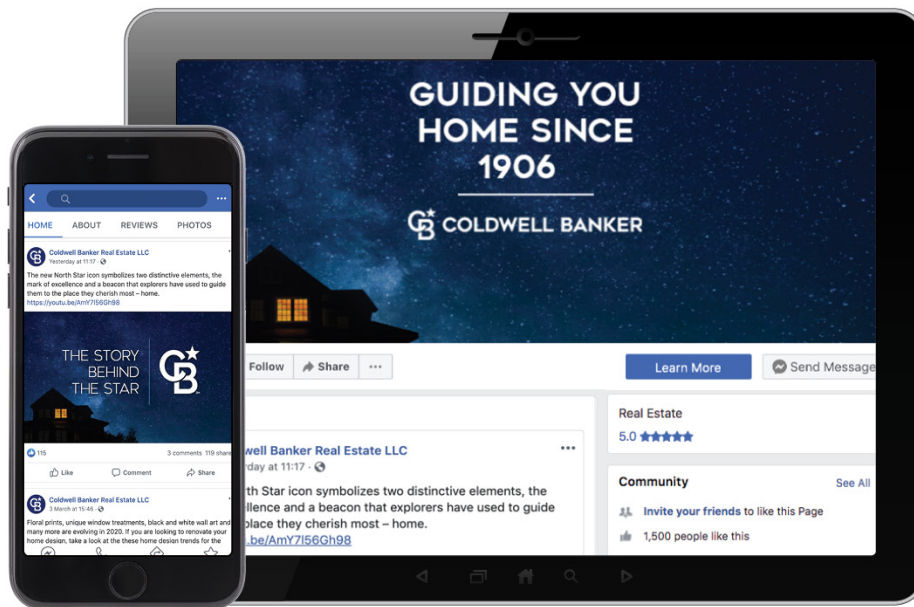 GUIDING YOU
HOME SINCE
1906
CB COLDWELL BANKER
Follow
Share
Learn More
Send Message
well Banker Real Estate LLC
rday at 11:17 ·
th Star icon symbolizes two distinctive elements, the
ellence and a beacon that explorers have used to guide
place they cherish most – home.
.be/AmY7I56Gh98
Real Estate
5.0 ★★★★★
Community
See All
Invite your friends to like this Page
1,500 people like this
HOME
ABOUT
REVIEWS
PHOTOS
Coldwell Banker Real Estate LLC
Yesterday at 11:17 ·
The new North Star icon symbolizes two distinctive elements, the
mark of excellence and a beacon that explorers have used to guide
them to the place they cherish most – home.
https://youtu.be/AmY7I56Gh98
THE STORY
BEHIND
THE STAR
CB
115
3 comments 119 share
Like
Comment
Share
Coldwell Banker Real Estate LLC
3 March at 15:46 ·
Floral prints, unique window treatments, black and white wall art and
many more are evolving in 2020. If you are looking to renovate your
home design, take a look at the these home design trends for the